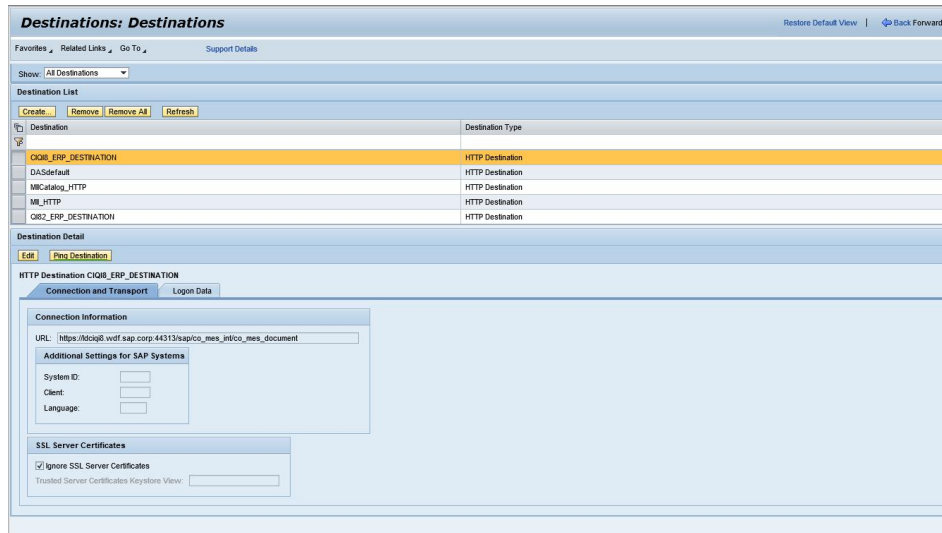 Destinations: Destinations
Restore Default View | Back Forward
Favorites Related Links Go To Support Details
Show: All Destinations
Destination List
Create... Remove Remove All Refresh
Destination Destination Type
CIQI8_ERP_DESTINATION HTTP Destination
DASdefault HTTP Destination
MIICatalog_HTTP HTTP Destination
MII_HTTP HTTP Destination
QI82_ERP_DESTINATION HTTP Destination
Destination Detail
Edit Ping Destination
HTTP Destination CIQI8_ERP_DESTINATION
Connection and Transport Logon Data
Connection Information
URL: https://ldciqi8.wdf.sap.corp:44313/sap/co_mes_int/co_mes_document
Additional Settings for SAP Systems
System ID:
Client:
Language:
SSL Server Certificates
Ignore SSL Server Certificates
Trusted Server Certificates Keystore View: